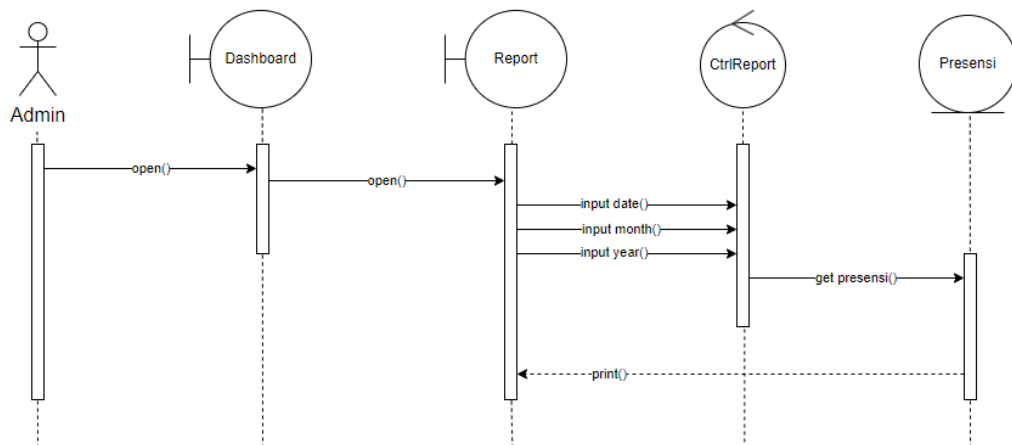 Dashboard
Report
CtrlReport
Presensi
Admin
open()
open()
input date()
input month()
input year()
get presensi()
print()